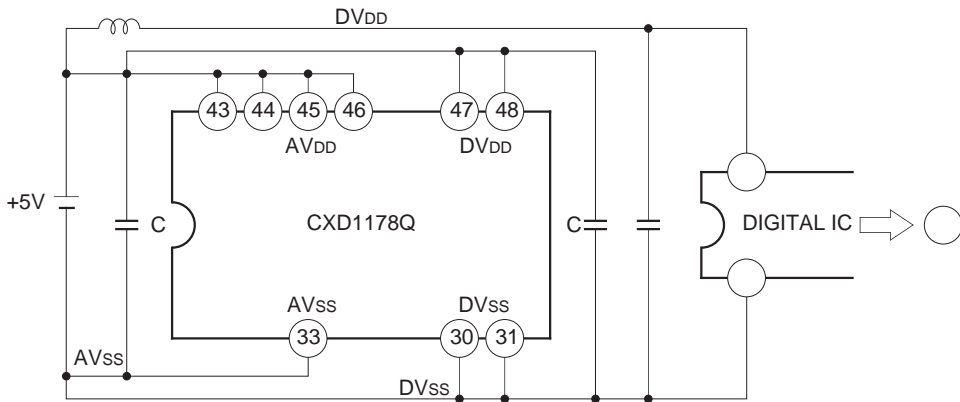 DVDD
43 44 45 46 47 48
AVDD DVDD
+5V C CXD1178Q C DIGITAL IC
AVSS DVSS
33 30 31
AVSS
DVSS